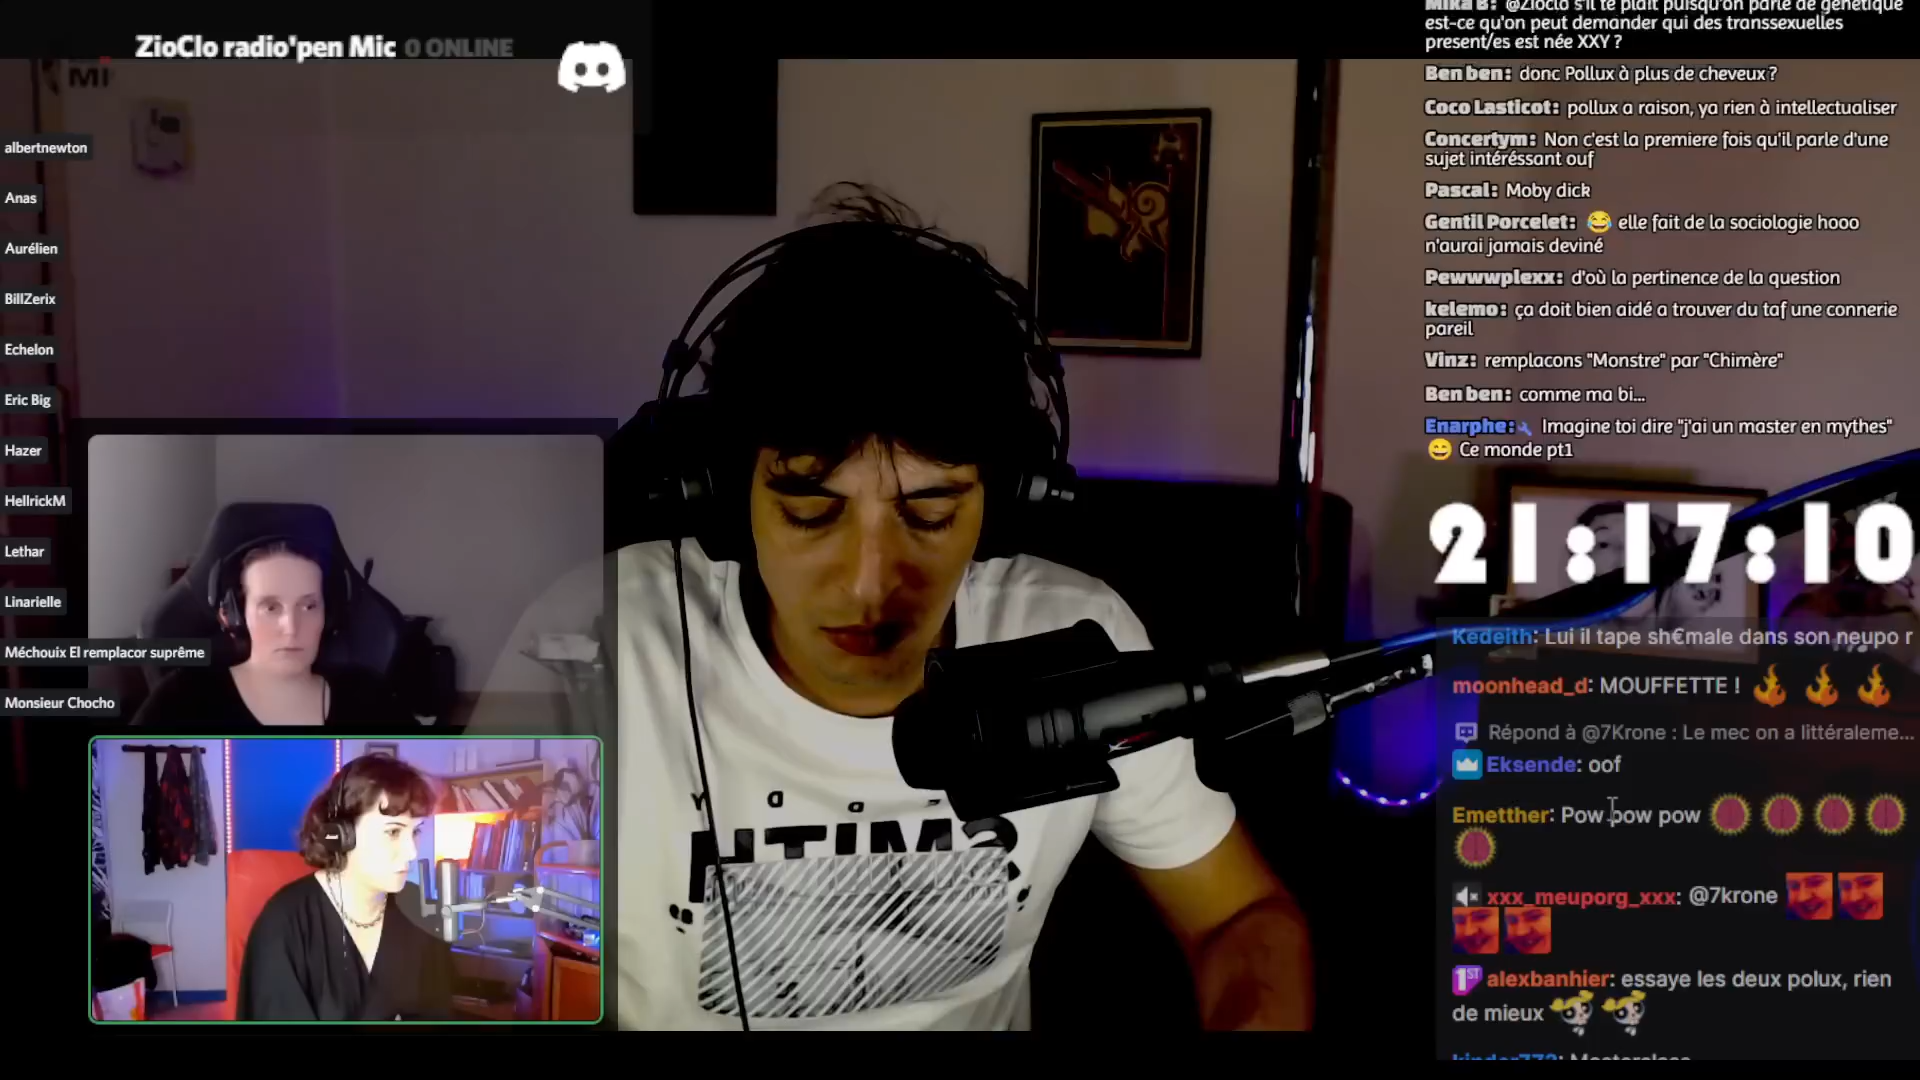 ZioClo radio'pen Mic 0 ONLINE
MI
albertnewton
Anas
Aurélien
BillZerix
Echelon
Eric Big
Hazer
HellrickM
Lethar
Linarielle
Méchouix El remplacor suprême
Monsieur Chocho
HTIMS
Mika B: @Zioclo s'il te plait puisqu'on parle de génétique
est-ce qu'on peut demander qui des transsexuelles
present/es est née XXY ?
Ben ben: donc Pollux à plus de cheveux ?
Coco Lasticot: pollux a raison, ya rien à intellectualiser
Concertym: Non c'est la premiere fois qu'il parle d'une
sujet intéréssant ouf
Pascal: Moby dick
Gentil Porcelet: 😂 elle fait de la sociologie hooo
n'aurai jamais deviné
Pewwwplexx: d'où la pertinence de la question
kelemo: ça doit bien aidé a trouver du taf une connerie
pareil
Vinz: remplacons "Monstre" par "Chimère"
Ben ben: comme ma bi...
Enarphe: Imagine toi dire "j'ai un master en mythes"
😄 Ce monde pt1
21:17:10
Kedeith: Lui il tape sh€male dans son neupo r
moonhead_d: MOUFFETTE ! 🔥 🔥 🔥
Répond à @7Krone : Le mec on a littéraleme...
Eksende: oof
Emetther: Pow pow pow
xxx_meuporg_xxx: @7krone
1ST alexbanhier: essaye les deux polux, rien
de mieux
kinder772: Masterclass